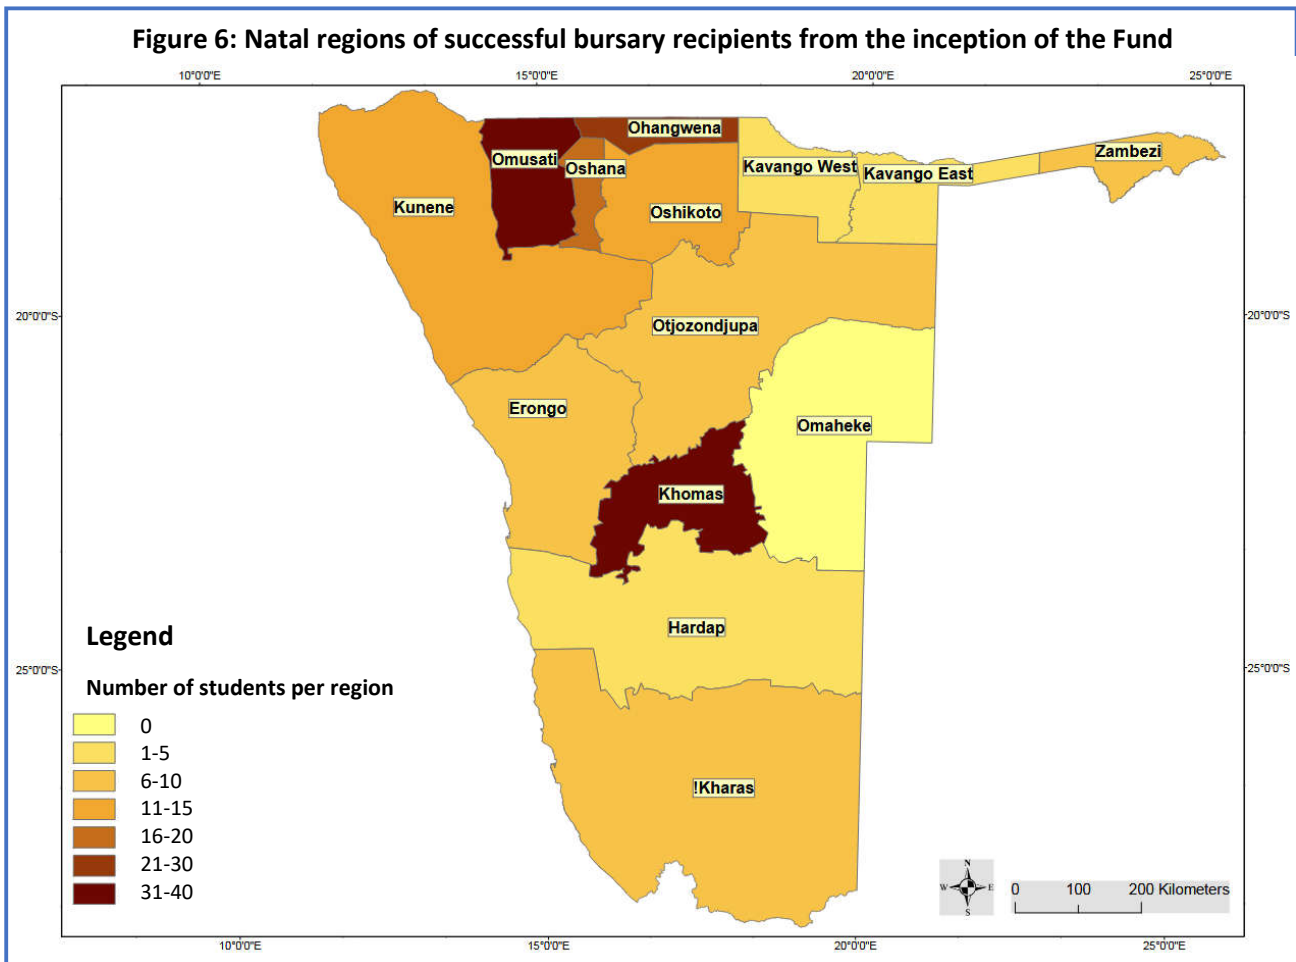 Figure 6: Natal regions of successful bursary recipients from the inception of the Fund
10°0'0"E 15°0'0"E 20°0'0"E 25°0'0"E
Ohangwena
Omusati
Oshana
Kavango West
Kavango East
Zambezi
Kunene
Oshikoto
20°0'0"S 20°0'0"S
Otjozondjupa
Erongo
Omaheke
Khomas
Hardap
25°0'0"S 25°0'0"S
!Kharas
Legend
Number of students per region
0
1-5
6-10
11-15
16-20
21-30
31-40
N
W E
S
0 100 200 Kilometers
10°0'0"E 15°0'0"E 20°0'0"E 25°0'0"E